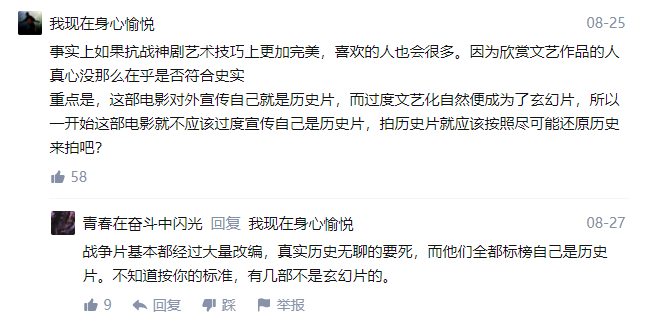 我现在身心愉悦 08-25
事实上如果抗战神剧艺术技巧上更加完美，喜欢的人也会很多。因为欣赏文艺作品的人
真心没那么在乎是否符合史实
重点是，这部电影对外宣传自己就是历史片，而过度文艺化自然便成为了玄幻片，所以
一开始这部电影就不应该过度宣传自己是历史片，拍历史片就应该按照尽可能还原历史
来拍吧？
58
青春在奋斗中闪光 回复 我现在身心愉悦 08-27
战争片基本都经过大量改编，真实历史无聊的要死，而他们全都标榜自己是历史
片。不知道按你的标准，有几部不是玄幻片的。
9 回复 踩 举报